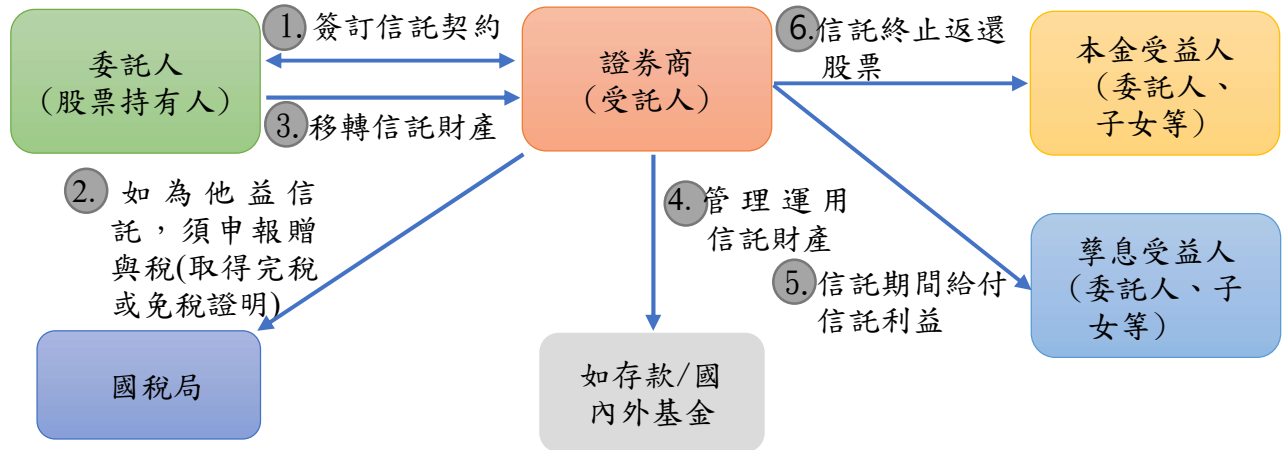 委託人
（股票持有人）
1. 簽訂信託契約
3. 移轉信託財產
證券商
（受託人）
6. 信託終止返還
股票
本金受益人
（委託人、
子女等）
2. 如為他益信
託，須申報贈
與稅(取得完稅
或免稅證明)
4. 管理運用
信託財產
5. 信託期間給付
信託利益
孳息受益人
（委託人、子
女等）
國稅局
如存款/國
內外基金